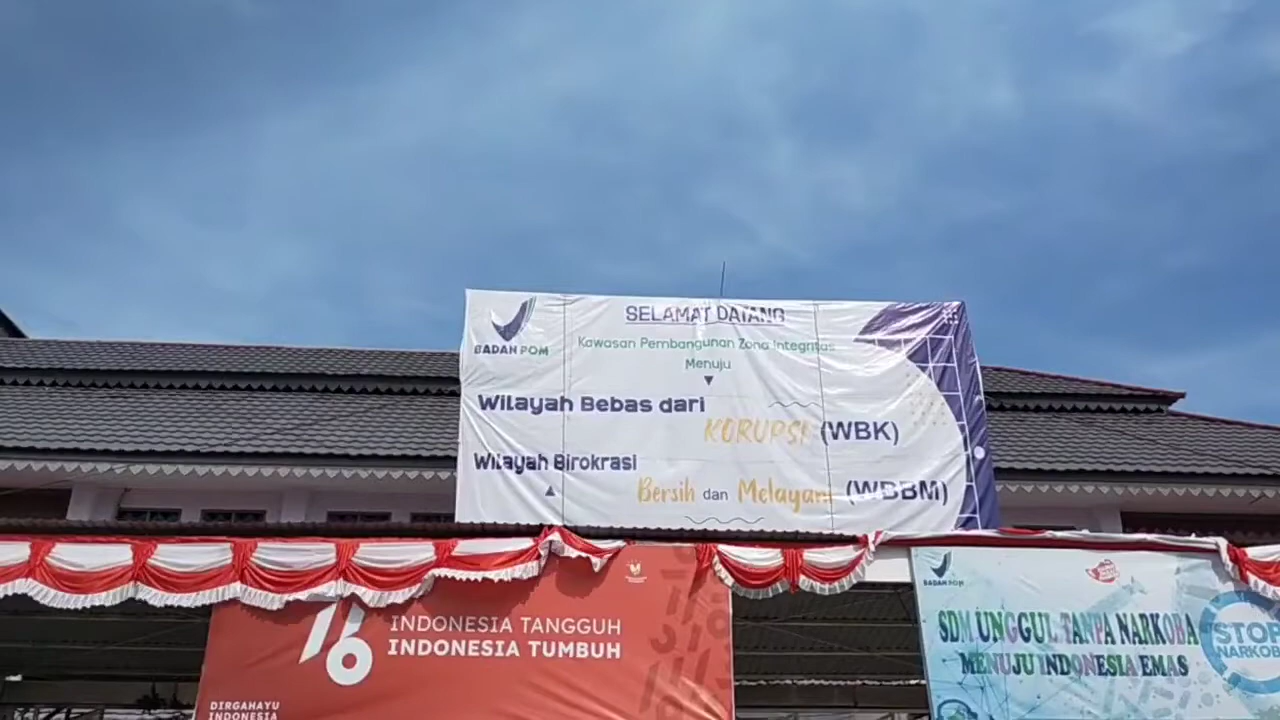 BADAN POM
SELAMAT DATANG
Kawasan Pembangunan Zona Integritas
Menuju
Wilayah Bebas dari
KORUPSI (WBK)
Wilayah Birokrasi
Bersih dan Melayani (WBBM)
76
INDONESIA TANGGUH
INDONESIA TUMBUH
DIRGAHAYU
INDONESIA
BADAN POM
SDM UNGGUL TANPA NARKOBA
MENUJU INDONESIA EMAS
STOP
NARKOBA